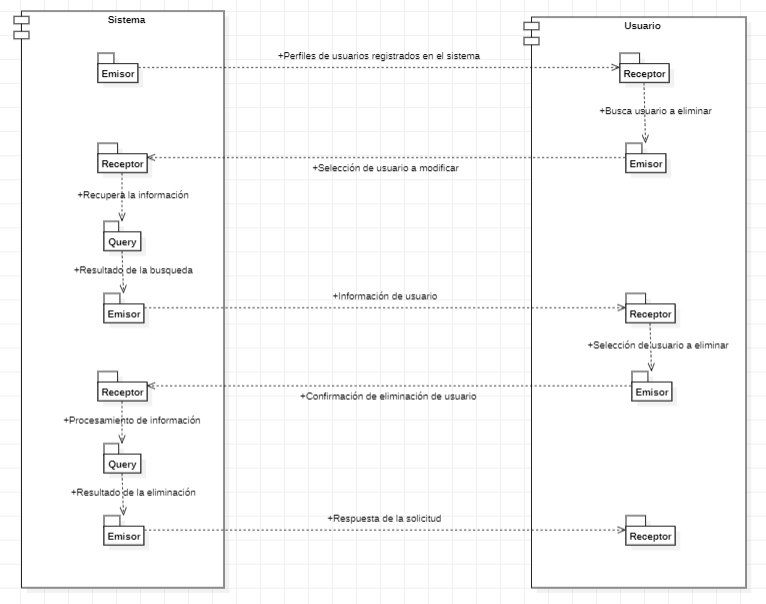 Sistema
Usuario
+Perfiles de usuarios registrados en el sistema
Emisor
Receptor
+Busca usuario a eliminar
Receptor
Emisor
+Selección de usuario a modificar
+Recupera la información
Query
+Resultado de la busqueda
+Información de usuario
Emisor
Receptor
+Selección de usuario a eliminar
Receptor
Emisor
+Confirmación de eliminación de usuario
+Procesamiento de información
Query
+Resultado de la eliminación
+Respuesta de la solicitud
Emisor
Receptor